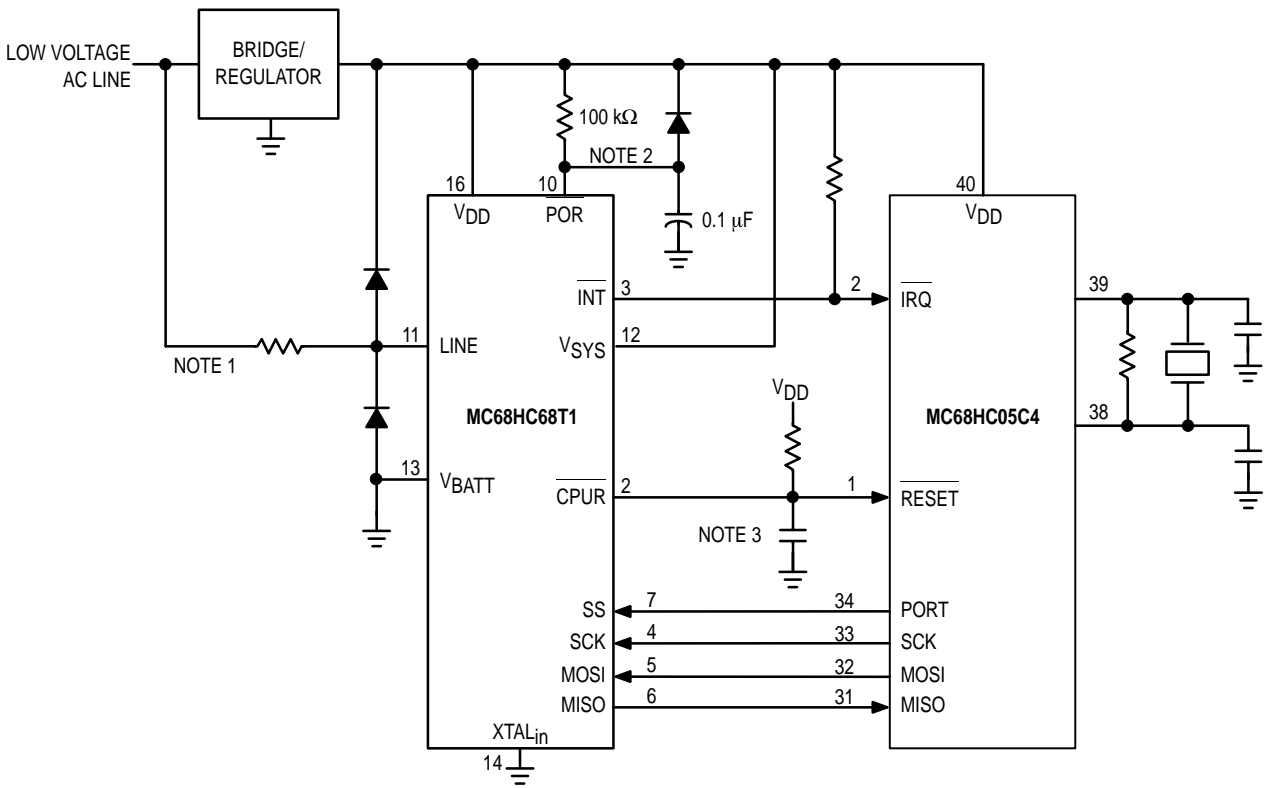 LOW VOLTAGE
AC LINE
BRIDGE/
REGULATOR
100 kΩ
NOTE 2
16
10
40
VDD
POR
0.1 μF
VDD
INT
3
2
IRQ
39
11
LINE
VSYS
12
NOTE 1
VDD
MC68HC68T1
MC68HC05C4
38
13
VBATT
CPUR
2
1
RESET
NOTE 3
SS
7
34
PORT
SCK
4
33
SCK
MOSI
5
32
MOSI
MISO
6
31
MISO
XTALin
14